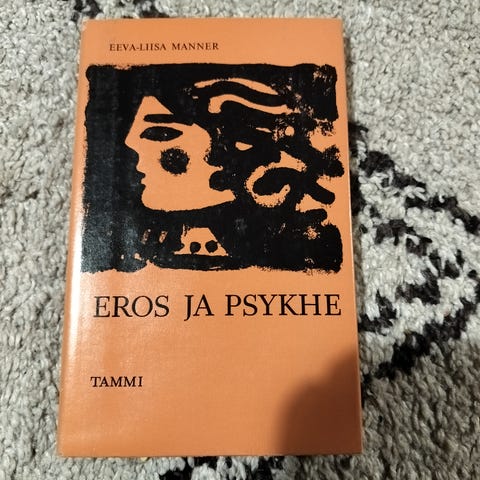 EEVA-LIISA MANNER
EROS JA PSYKHE
TAMMI